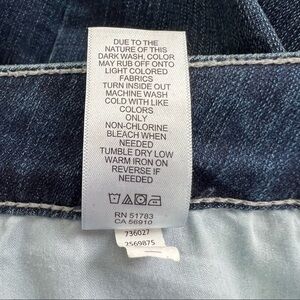 DUE TO THE
NATURE OF THIS
DARK WASH, COLOR
MAY RUB OFF ONTO
LIGHT COLORED
FABRICS
TURN INSIDE OUT
MACHINE WASH
COLD WITH LIKE
COLORS
ONLY
NON-CHLORINE
BLEACH WHEN
NEEDED
TUMBLE DRY LOW
WARM IRON ON
REVERSE IF
NEEDED
RN 51783
CA 56910
736027
2569875